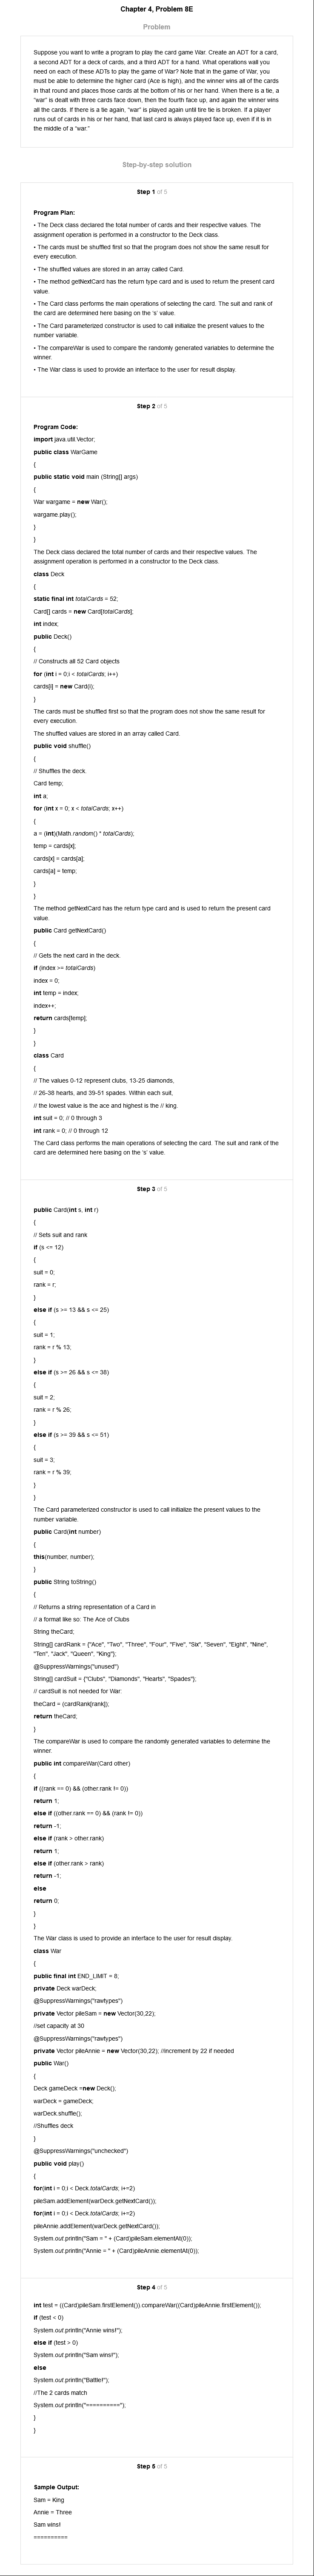 Chapter 4, Problem 8E
Problem
Suppose you want to write a program to play the card game War. Create an ADT for a card,
a second ADT for a deck of cards, and a third ADT for a hand. What operations wall you
need on each of these ADTs to play the game of War? Note that in the game of War, you
must be able to determine the higher card (Ace is high), and the winner wins all of the cards
in that round and places those cards at the bottom of his or her hand. When there is a tie, a
"war" is dealt with three cards face down, then the fourth face up, and again the winner wins
all the cards. If there is a tie again, "war" is played again until tire tie is broken. If a player
runs out of cards in his or her hand, that last card is always played face up, even if it is in
the middle of a "war."
Step-by-step solution
Step 1 of 5
Program Plan:
• The Deck class declared the total number of cards and their respective values. The
assignment operation is performed in a constructor to the Deck class.
• The cards must be shuffled first so that the program does not show the same result for
every execution.
• The shuffled values are stored in an array called Card.
• The method getNextCard has the return type card and is used to return the present card
value.
• The Card class performs the main operations of selecting the card. The suit and rank of
the card are determined here basing on the 's' value.
• The Card parameterized constructor is used to call initialize the present values to the
number variable.
• The compareWar is used to compare the randomly generated variables to determine the
winner.
• The War class is used to provide an interface to the user for result display.
Step 2 of 5
Program Code:
import java.util.Vector;
public class WarGame
{
public static void main (String[] args)
{
War wargame = new War();
wargame.play();
}
}
The Deck class declared the total number of cards and their respective values. The
assignment operation is performed in a constructor to the Deck class.
class Deck
{
static final int totalCards = 52;
Card[] cards = new Card[totalCards];
int index;
public Deck()
{
// Constructs all 52 Card objects
for (int i = 0;i < totalCards; i++)
cards[i] = new Card(i);
}
The cards must be shuffled first so that the program does not show the same result for
every execution.
The shuffled values are stored in an array called Card.
public void shuffle()
{
// Shuffles the deck.
Card temp;
int a;
for (int x = 0; x < totalCards; x++)
{
a = (int)(Math.random() * totalCards);
temp = cards[x];
cards[x] = cards[a];
cards[a] = temp;
}
}
The method getNextCard has the return type card and is used to return the present card
value.
public Card getNextCard()
{
// Gets the next card in the deck.
if (index >= totalCards)
index = 0;
int temp = index;
index++;
return cards[temp];
}
}
class Card
{
// The values 0-12 represent clubs, 13-25 diamonds,
// 26-38 hearts, and 39-51 spades. Within each suit,
// the lowest value is the ace and highest is the // king.
int suit = 0; // 0 through 3
int rank = 0; // 0 through 12
The Card class performs the main operations of selecting the card. The suit and rank of the
card are determined here basing on the 's' value.
Step 3 of 5
public Card(int s, int r)
{
// Sets suit and rank
if (s <= 12)
{
suit = 0;
rank = r;
}
else if (s >= 13 && s <= 25)
{
suit = 1;
rank = r % 13;
}
else if (s >= 26 && s <= 38)
{
suit = 2;
rank = r % 26;
}
else if (s >= 39 && s <= 51)
{
suit = 3;
rank = r % 39;
}
}
The Card parameterized constructor is used to call initialize the present values to the
number variable.
public Card(int number)
{
this(number, number);
}
public String toString()
{
// Returns a string representation of a Card in
// a format like so: The Ace of Clubs
String theCard;
String[] cardRank = {"Ace", "Two", "Three", "Four", "Five", "Six", "Seven", "Eight", "Nine",
"Ten", "Jack", "Queen", "King"};
@SuppressWarnings("unused")
String[] cardSuit = {"Clubs", "Diamonds", "Hearts", "Spades"};
// cardSuit is not needed for War:
theCard = (cardRank[rank]);
return theCard;
}
The compareWar is used to compare the randomly generated variables to determine the
winner.
public int compareWar(Card other)
{
if ((rank == 0) && (other.rank != 0))
return 1;
else if ((other.rank == 0) && (rank != 0))
return -1;
else if (rank > other.rank)
return 1;
else if (other.rank > rank)
return -1;
else
return 0;
}
}
The War class is used to provide an interface to the user for result display.
class War
{
public final int END_LIMIT = 8;
private Deck warDeck;
@SuppressWarnings("rawtypes")
private Vector pileSam = new Vector(30,22);
//set capacity at 30
@SuppressWarnings("rawtypes")
private Vector pileAnnie = new Vector(30,22); //Increment by 22 if needed
public War()
{
Deck gameDeck =new Deck();
warDeck = gameDeck;
warDeck.shuffle();
//Shuffles deck
}
@SuppressWarnings("unchecked")
public void play()
{
for(int i = 0;i < Deck.totalCards; i+=2)
pileSam.addElement(warDeck.getNextCard());
for(int i = 0;i < Deck.totalCards; i+=2)
pileAnnie.addElement(warDeck.getNextCard());
System.out.println("Sam = " + (Card)pileSam.elementAt(0));
System.out.println("Annie = " + (Card)pileAnnie.elementAt(0));
Step 4 of 5
int test = ((Card)pileSam.firstElement()).compareWar((Card)pileAnnie.firstElement());
if (test < 0)
System.out.println("Annie wins!");
else if (test > 0)
System.out.println("Sam wins!");
else
System.out.println("Battle!");
//The 2 cards match
System.out.println("==========");
}
}
Step 5 of 5
Sample Output:
Sam = King
Annie = Three
Sam wins!
==========